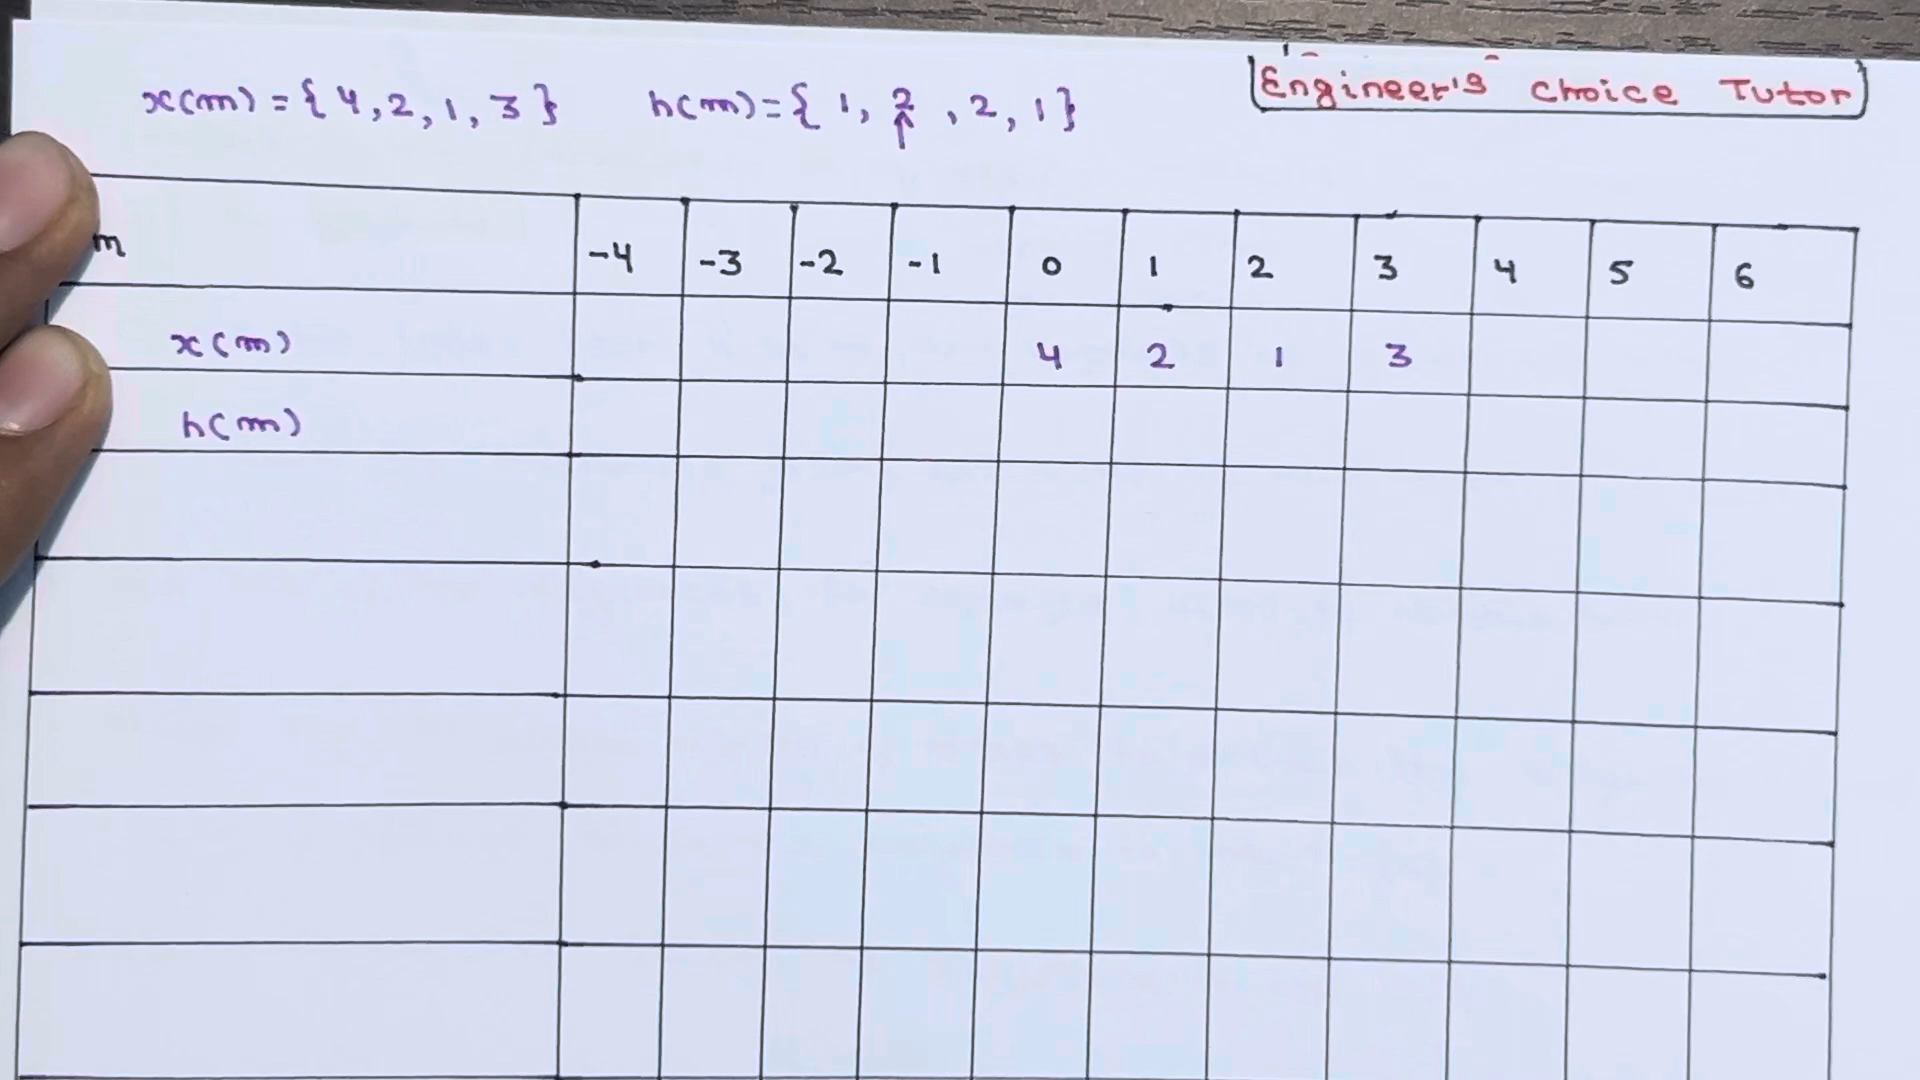 Engineer's Choice Tutor
x(m) = { 4, 2, 1, 3 } h(m) = { 1, 2, 2, 1 }
↑
m -4 -3 -2 -1 0 1 2 3 4 5 6
x(m) 4 2 1 3
h(m)